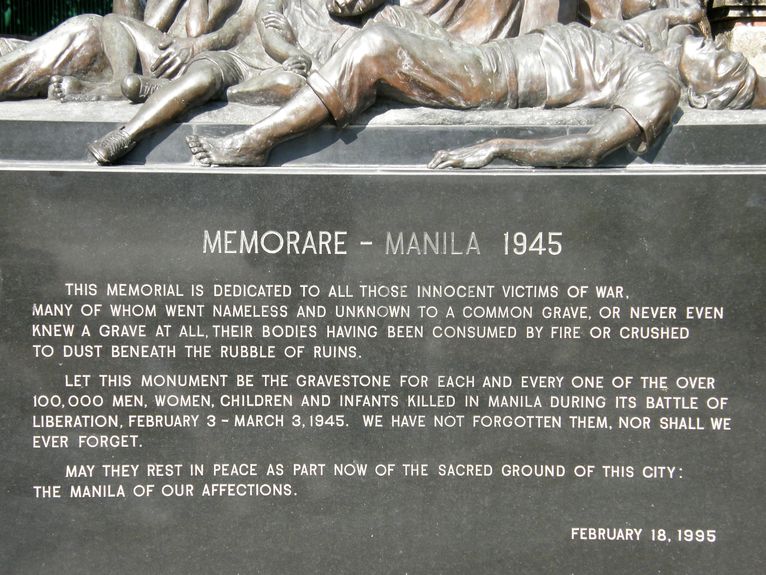 MEMORARE - MANILA 1945
THIS MEMORIAL IS DEDICATED TO ALL THOSE INNOCENT VICTIMS OF WAR,
MANY OF WHOM WENT NAMELESS AND UNKNOWN TO A COMMON GRAVE, OR NEVER EVEN
KNEW A GRAVE AT ALL, THEIR BODIES HAVING BEEN CONSUMED BY FIRE OR CRUSHED
TO DUST BENEATH THE RUBBLE OF RUINS.
LET THIS MONUMENT BE THE GRAVESTONE FOR EACH AND EVERY ONE OF THE OVER
100,000 MEN, WOMEN, CHILDREN AND INFANTS KILLED IN MANILA DURING ITS BATTLE OF
LIBERATION, FEBRUARY 3 - MARCH 3, 1945. WE HAVE NOT FORGOTTEN THEM, NOR SHALL WE
EVER FORGET.
MAY THEY REST IN PEACE AS PART NOW OF THE SACRED GROUND OF THIS CITY:
THE MANILA OF OUR AFFECTIONS.
FEBRUARY 18, 1995